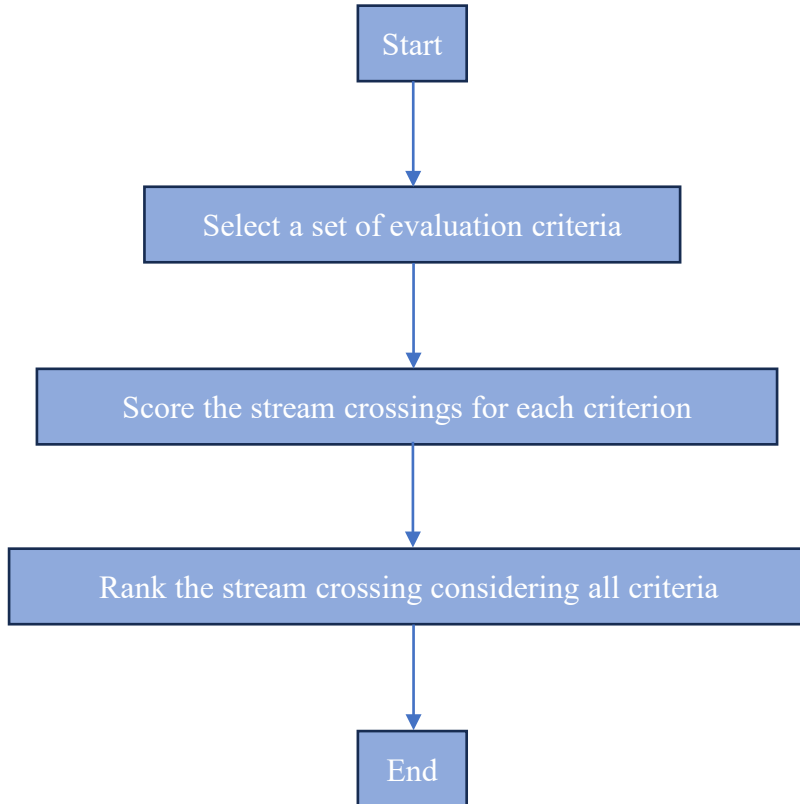 Start
Select a set of evaluation criteria
Score the stream crossings for each criterion
Rank the stream crossing considering all criteria
End